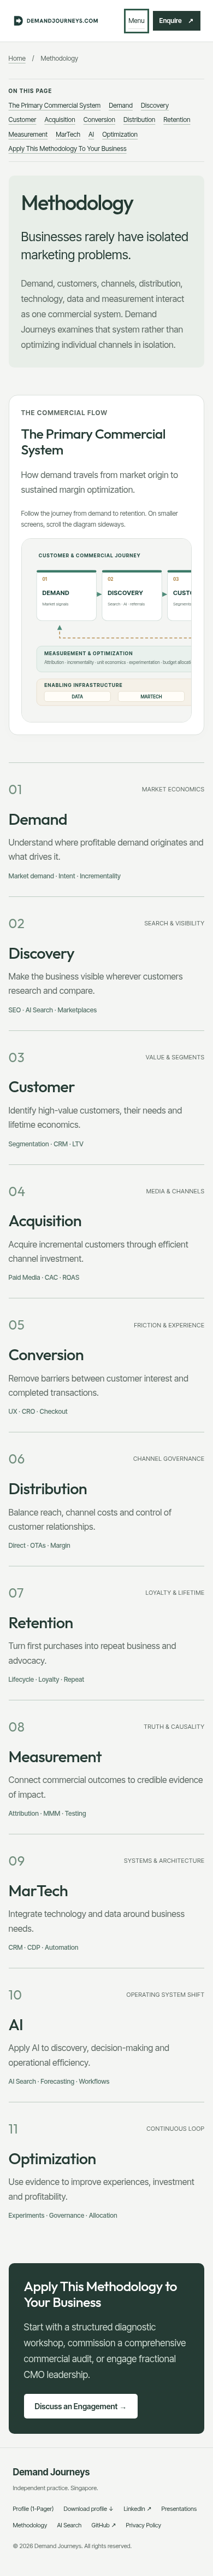 DEMANDJOURNEYS.COM
Menu
Enquire ↗
Home / Methodology
ON THIS PAGE
The Primary Commercial System Demand Discovery
Customer Acquisition Conversion Distribution Retention
Measurement MarTech AI Optimization
Apply This Methodology To Your Business
Methodology
Businesses rarely have isolated
marketing problems.
Demand, customers, channels, distribution,
technology, data and measurement interact
as one commercial system. Demand
Journeys examines that system rather than
optimizing individual channels in isolation.
THE COMMERCIAL FLOW
The Primary Commercial
System
How demand travels from market origin to
sustained margin optimization.
Follow the journey from demand to retention. On smaller
screens, scroll the diagram sideways.
CUSTOMER & COMMERCIAL JOURNEY
01
DEMAND
Market signals
02
DISCOVERY
Search · AI · referrals
03
CUSTO
Segments
MEASUREMENT & OPTIMIZATION
Attribution · incrementality · unit economics · experimentation · budget allocati
ENABLING INFRASTRUCTURE
DATA
MARTECH
01
MARKET ECONOMICS
Demand
Understand where profitable demand originates and
what drives it.
Market demand · Intent · Incrementality
02
SEARCH & VISIBILITY
Discovery
Make the business visible wherever customers
research and compare.
SEO · AI Search · Marketplaces
03
VALUE & SEGMENTS
Customer
Identify high-value customers, their needs and
lifetime economics.
Segmentation · CRM · LTV
04
MEDIA & CHANNELS
Acquisition
Acquire incremental customers through efficient
channel investment.
Paid Media · CAC · ROAS
05
FRICTION & EXPERIENCE
Conversion
Remove barriers between customer interest and
completed transactions.
UX · CRO · Checkout
06
CHANNEL GOVERNANCE
Distribution
Balance reach, channel costs and control of
customer relationships.
Direct · OTAs · Margin
07
LOYALTY & LIFETIME
Retention
Turn first purchases into repeat business and
advocacy.
Lifecycle · Loyalty · Repeat
08
TRUTH & CAUSALITY
Measurement
Connect commercial outcomes to credible evidence
of impact.
Attribution · MMM · Testing
09
SYSTEMS & ARCHITECTURE
MarTech
Integrate technology and data around business
needs.
CRM · CDP · Automation
10
OPERATING SYSTEM SHIFT
AI
Apply AI to discovery, decision-making and
operational efficiency.
AI Search · Forecasting · Workflows
11
CONTINUOUS LOOP
Optimization
Use evidence to improve experiences, investment
and profitability.
Experiments · Governance · Allocation
Apply This Methodology to
Your Business
Start with a structured diagnostic
workshop, commission a comprehensive
commercial audit, or engage fractional
CMO leadership.
Discuss an Engagement →
Demand Journeys
Independent practice. Singapore.
Profile (1-Pager) Download profile ↓ LinkedIn ↗ Presentations
Methodology AI Search GitHub ↗ Privacy Policy
© 2026 Demand Journeys. All rights reserved.